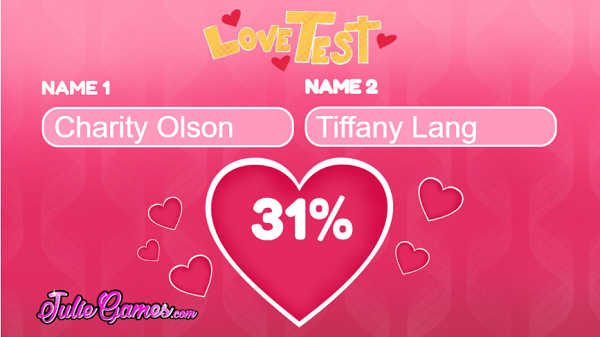 LOVE TEST
NAME 1
NAME 2
Charity Olson
Tiffany Lang
31%
JulieGames.com